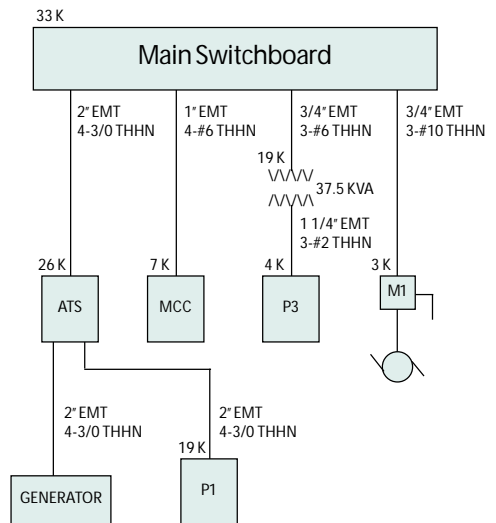 33 K
Main Switchboard
2" EMT
4-3/0 THHN
1" EMT
4-#6 THHN
3/4" EMT
3-#6 THHN
3/4" EMT
3-#10 THHN
19 K
37.5 KVA
1 1/4" EMT
3-#2 THHN
26 K
7 K
4 K
3 K
ATS
MCC
P3
M1
2" EMT
4-3/0 THHN
2" EMT
4-3/0 THHN
19 K
GENERATOR
P1